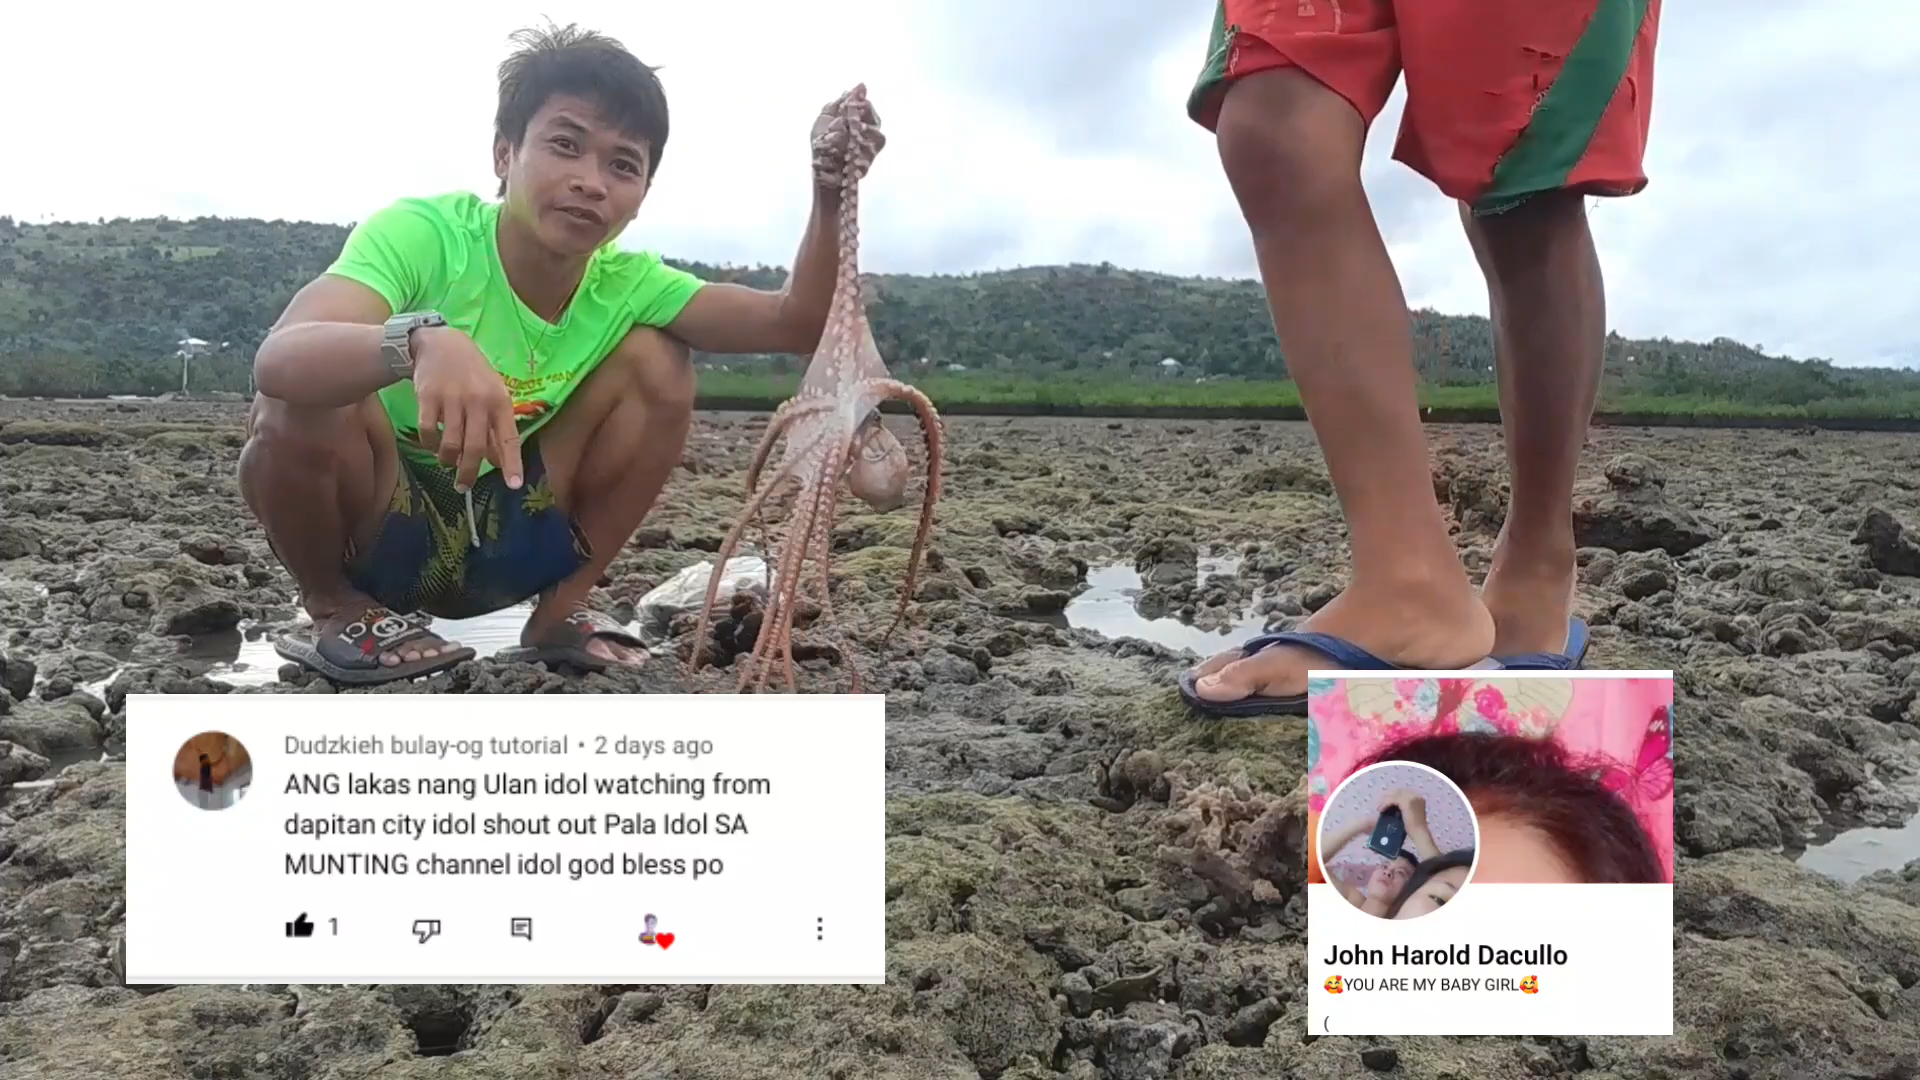 Dudzkieh bulay-og tutorial • 2 days ago
ANG lakas nang Ulan idol watching from
dapitan city idol shout out Pala Idol SA
MUNTING channel idol god bless po
1
John Harold Dacullo
🥰YOU ARE MY BABY GIRL🥰
(